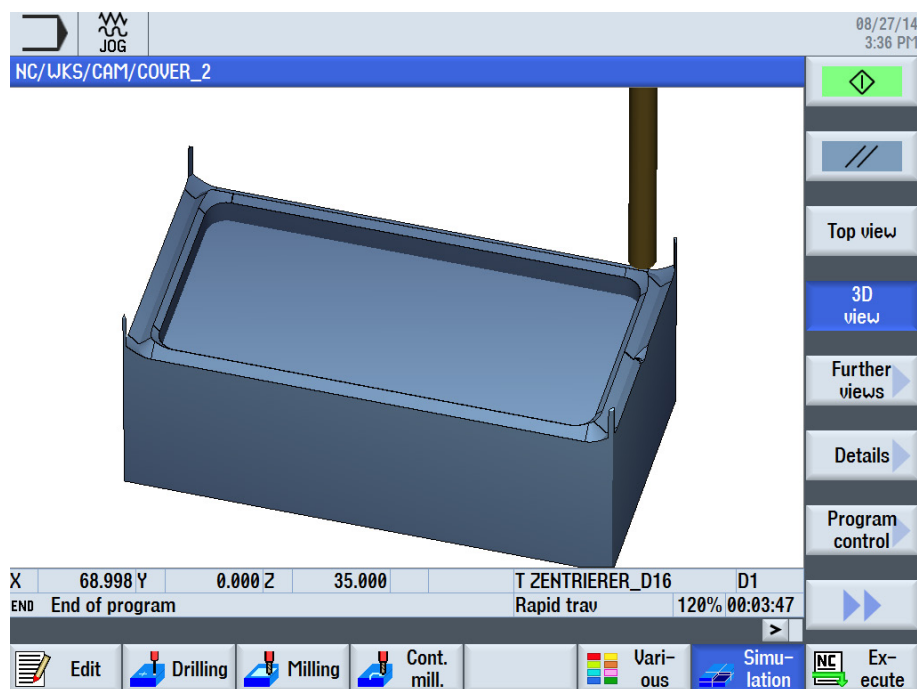 JOG
08/27/14
3:36 PM
NC/WKS/CAM/COVER_2
Top view
3D
view
Further
views
Details
Program
control
X 68.998 Y 0.000 Z 35.000 T ZENTRIERER_D16 D1
END End of program Rapid trav 120% 00:03:47
>
Edit
Drilling
Milling
Cont.
mill.
Vari-
ous
Simu-
lation
NC
Ex-
ecute